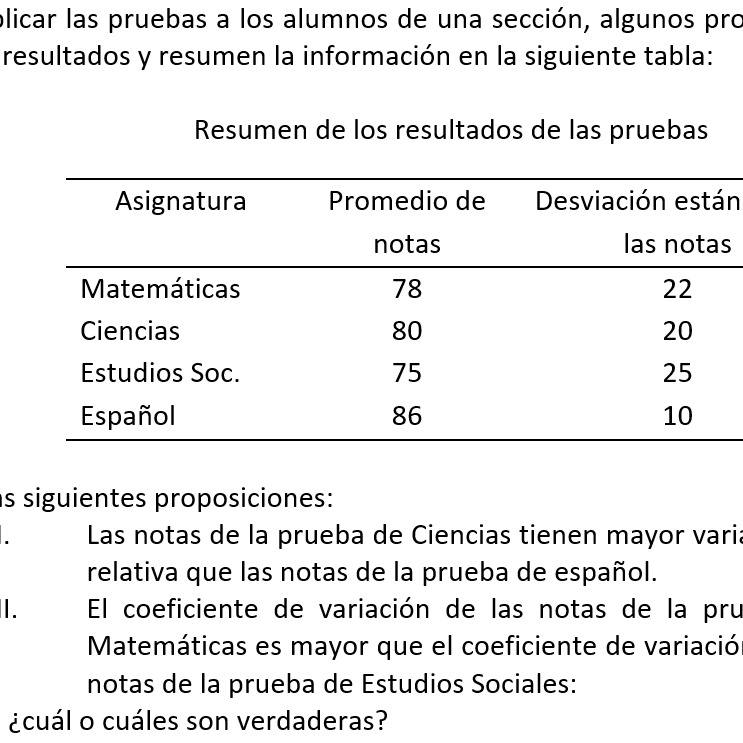 plicar las pruebas a los alumnos de una sección, algunos pro
resultados y resumen la información en la siguiente tabla:
Resumen de los resultados de las pruebas
Asignatura Promedio de notas Desviación están las notas
Matemáticas 78 22
Ciencias 80 20
Estudios Soc. 75 25
Español 86 10
as siguientes proposiciones:
I. Las notas de la prueba de Ciencias tienen mayor varia
relativa que las notas de la prueba de español.
II. El coeficiente de variación de las notas de la pru
Matemáticas es mayor que el coeficiente de variación
notas de la prueba de Estudios Sociales:
¿cuál o cuáles son verdaderas?